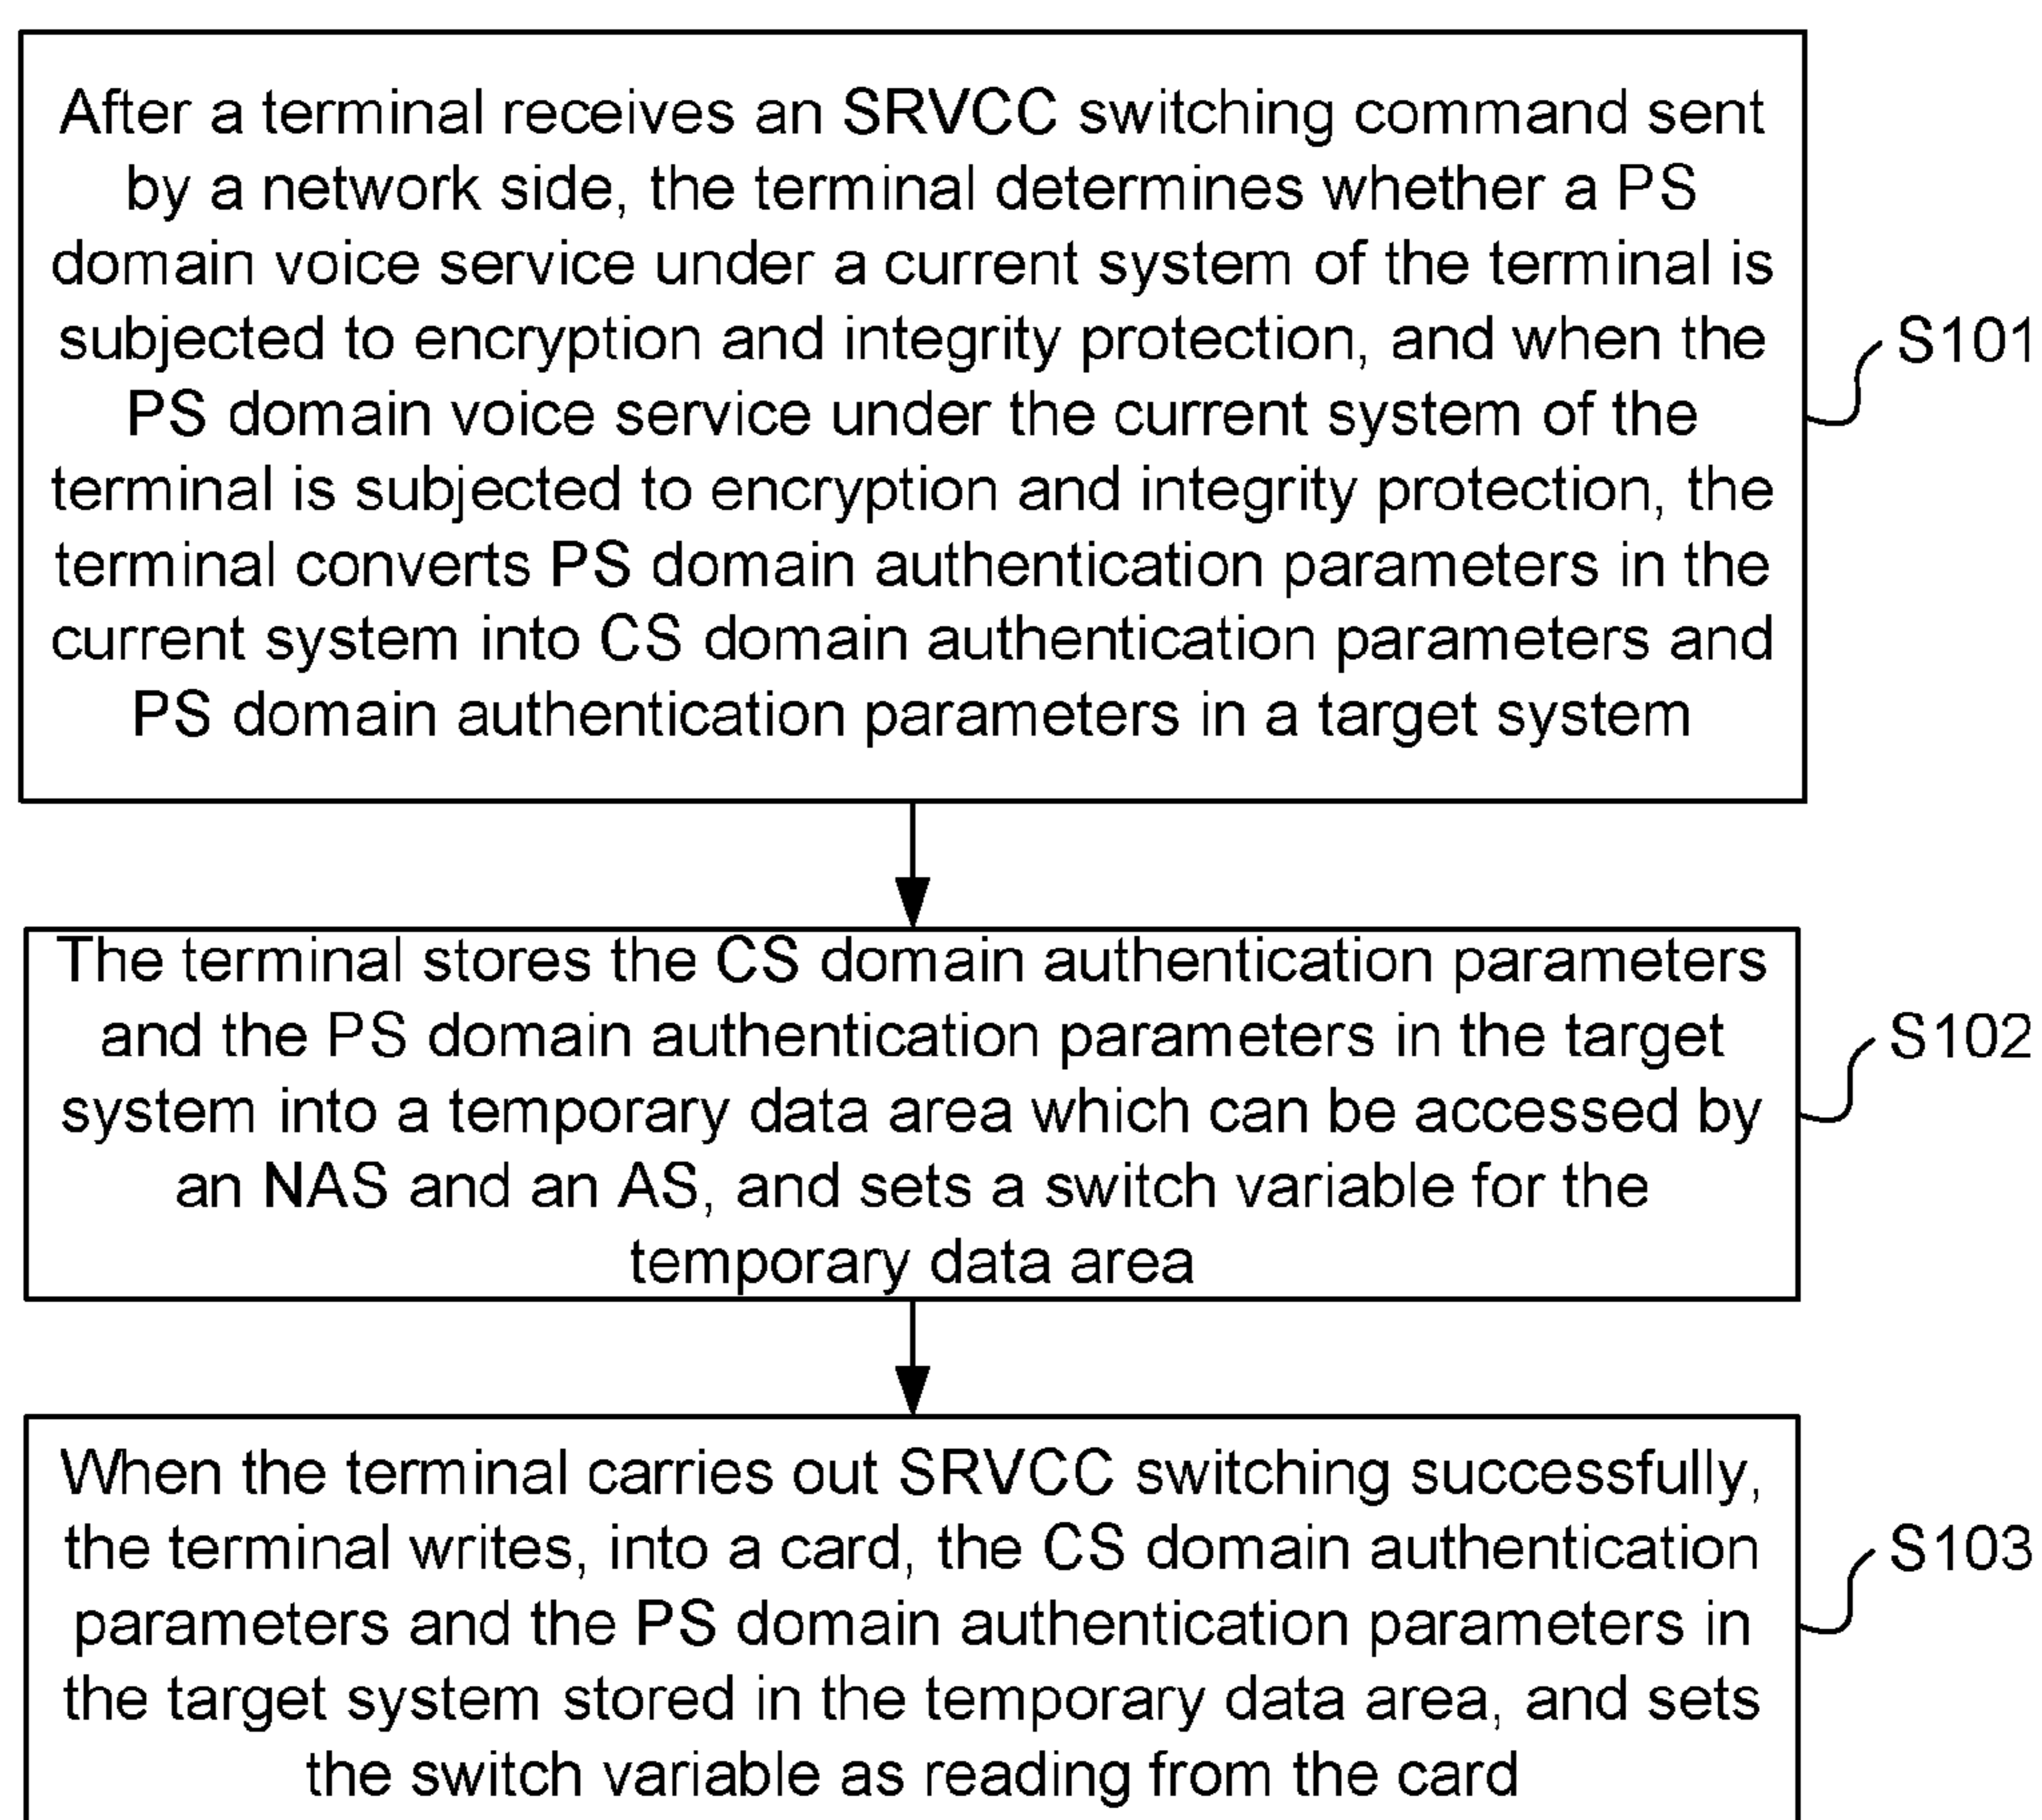 After a terminal receives an SRVCC switching command sent
by a network side, the terminal determines whether a PS
domain voice service under a current system of the terminal is
subjected to encryption and integrity protection, and when the
PS domain voice service under the current system of the
terminal is subjected to encryption and integrity protection, the
terminal converts PS domain authentication parameters in the
current system into CS domain authentication parameters and
PS domain authentication parameters in a target system
S101
The terminal stores the CS domain authentication parameters
and the PS domain authentication parameters in the target
system into a temporary data area which can be accessed by
an NAS and an AS, and sets a switch variable for the
temporary data area
S102
When the terminal carries out SRVCC switching successfully,
the terminal writes, into a card, the CS domain authentication
parameters and the PS domain authentication parameters in
the target system stored in the temporary data area, and sets
the switch variable as reading from the card
S103